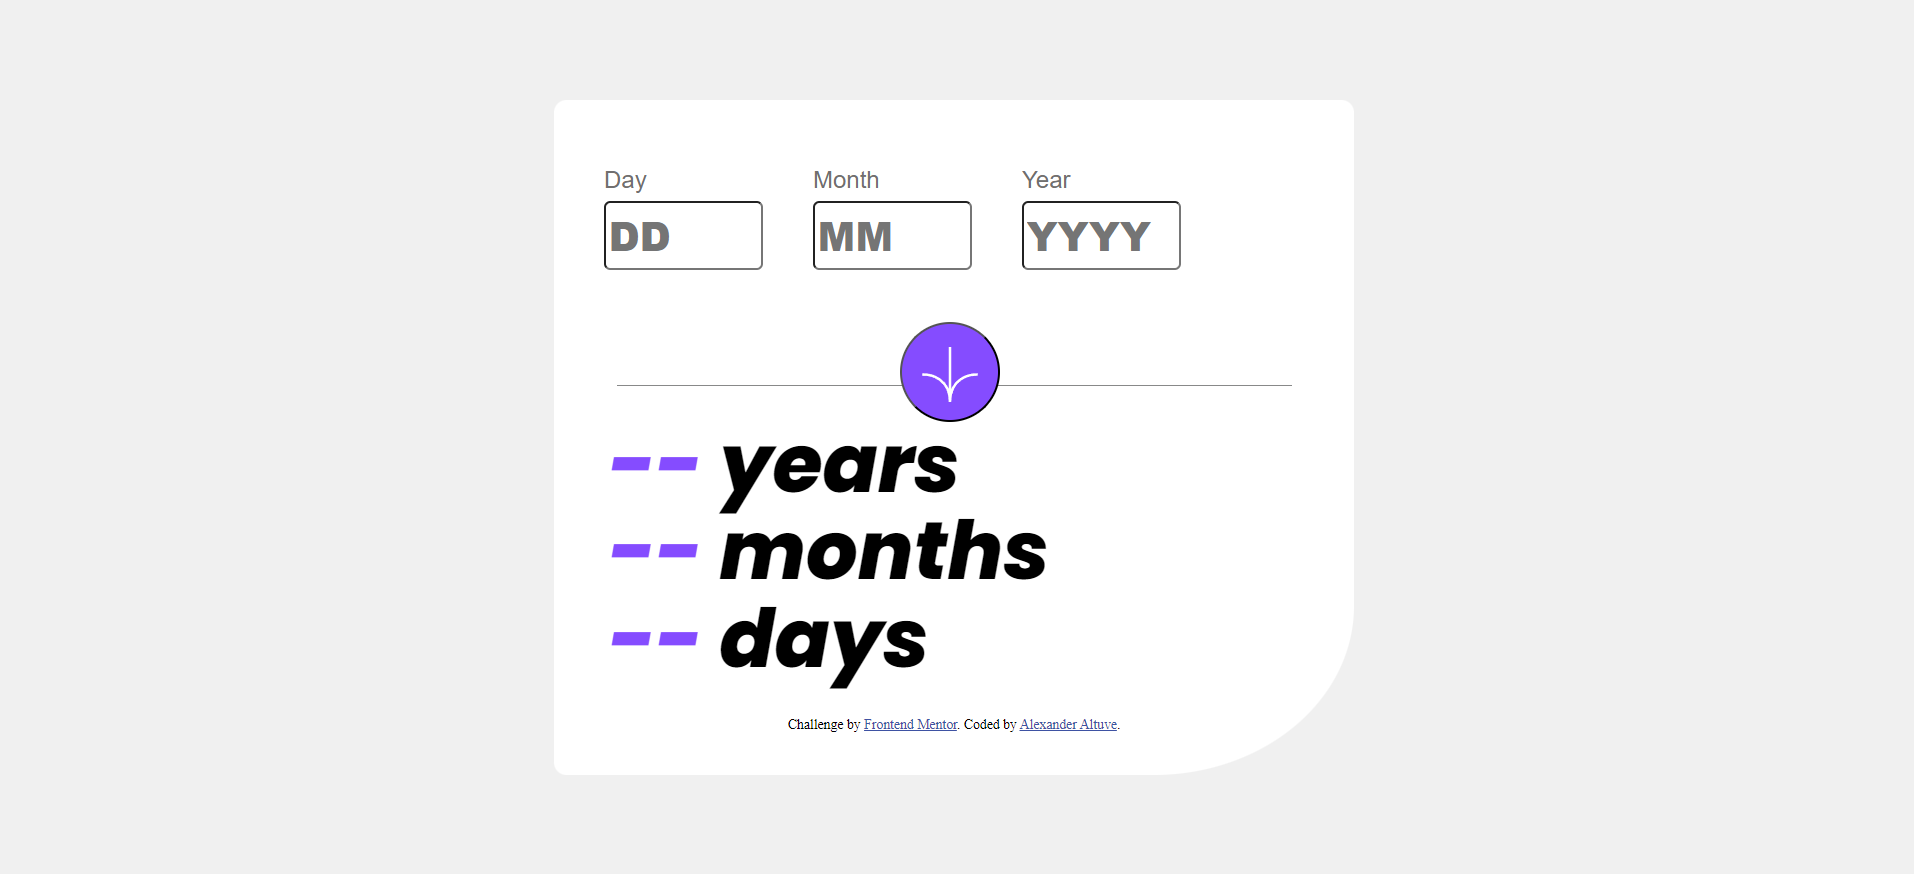 Day Month Year
DD MM YYYY
-- years
-- months
-- days
Challenge by Frontend Mentor. Coded by Alexander Altuve.